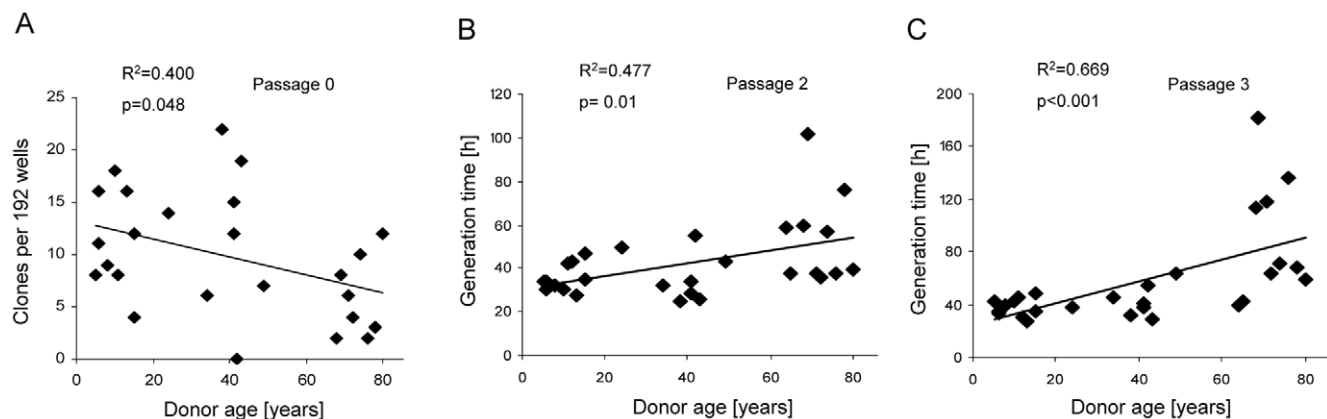 A
R²=0.400
Passage 0
p=0.048
Clones per 192 wells
25
20
15
10
5
0
0
20
40
60
80
Donor age [years]
B
R²=0.477
Passage 2
p= 0.01
Generation time [h]
120
100
80
60
40
20
0
0
20
40
60
80
Donor age [years]
C
R²=0.669
Passage 3
p<0.001
Generation time [h]
200
160
120
80
40
0
0
20
40
60
80
Donor age [years]